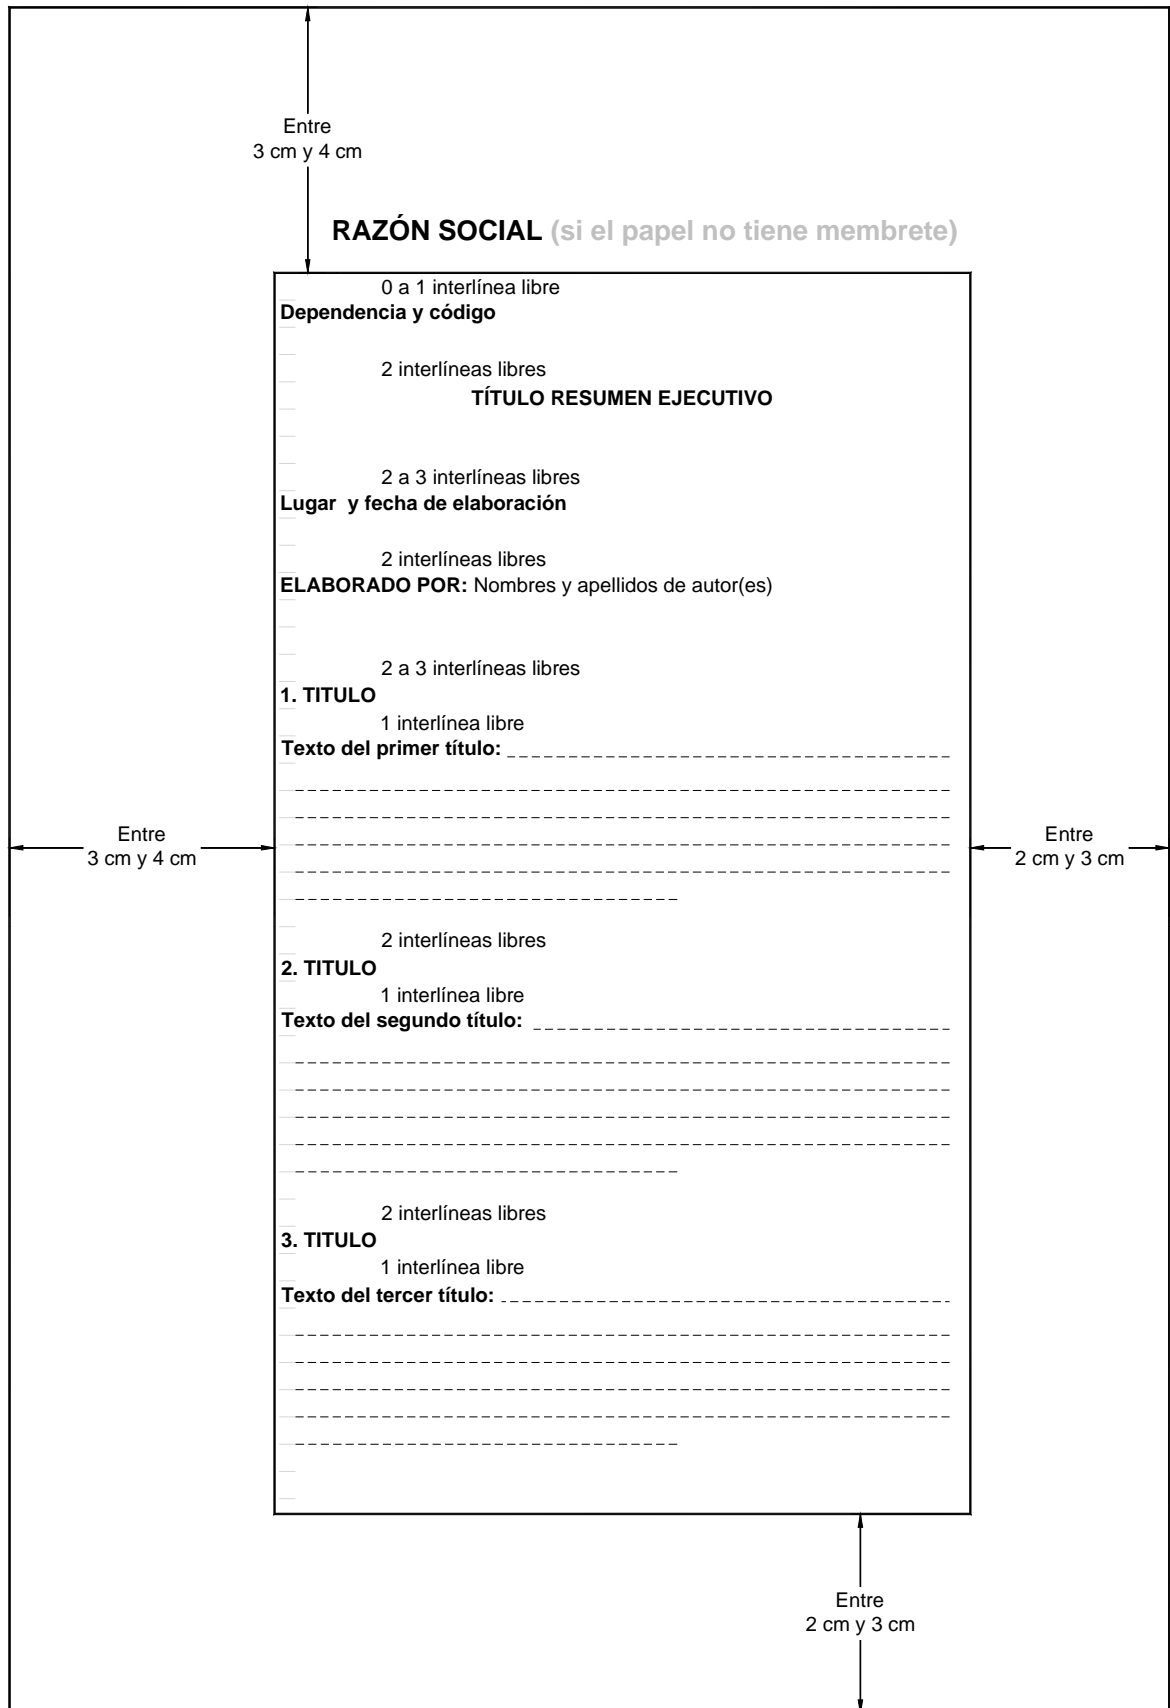 Entre
3 cm y 4 cm
RAZÓN SOCIAL (si el papel no tiene membrete)
0 a 1 interlínea libre
Dependencia y código
2 interlíneas libres
TÍTULO RESUMEN EJECUTIVO
2 a 3 interlíneas libres
Lugar y fecha de elaboración
2 interlíneas libres
ELABORADO POR: Nombres y apellidos de autor(es)
2 a 3 interlíneas libres
1. TITULO
1 interlínea libre
Texto del primer título:
Entre
3 cm y 4 cm
Entre
2 cm y 3 cm
2 interlíneas libres
2. TITULO
1 interlínea libre
Texto del segundo título:
2 interlíneas libres
3. TITULO
1 interlínea libre
Texto del tercer título:
Entre
2 cm y 3 cm